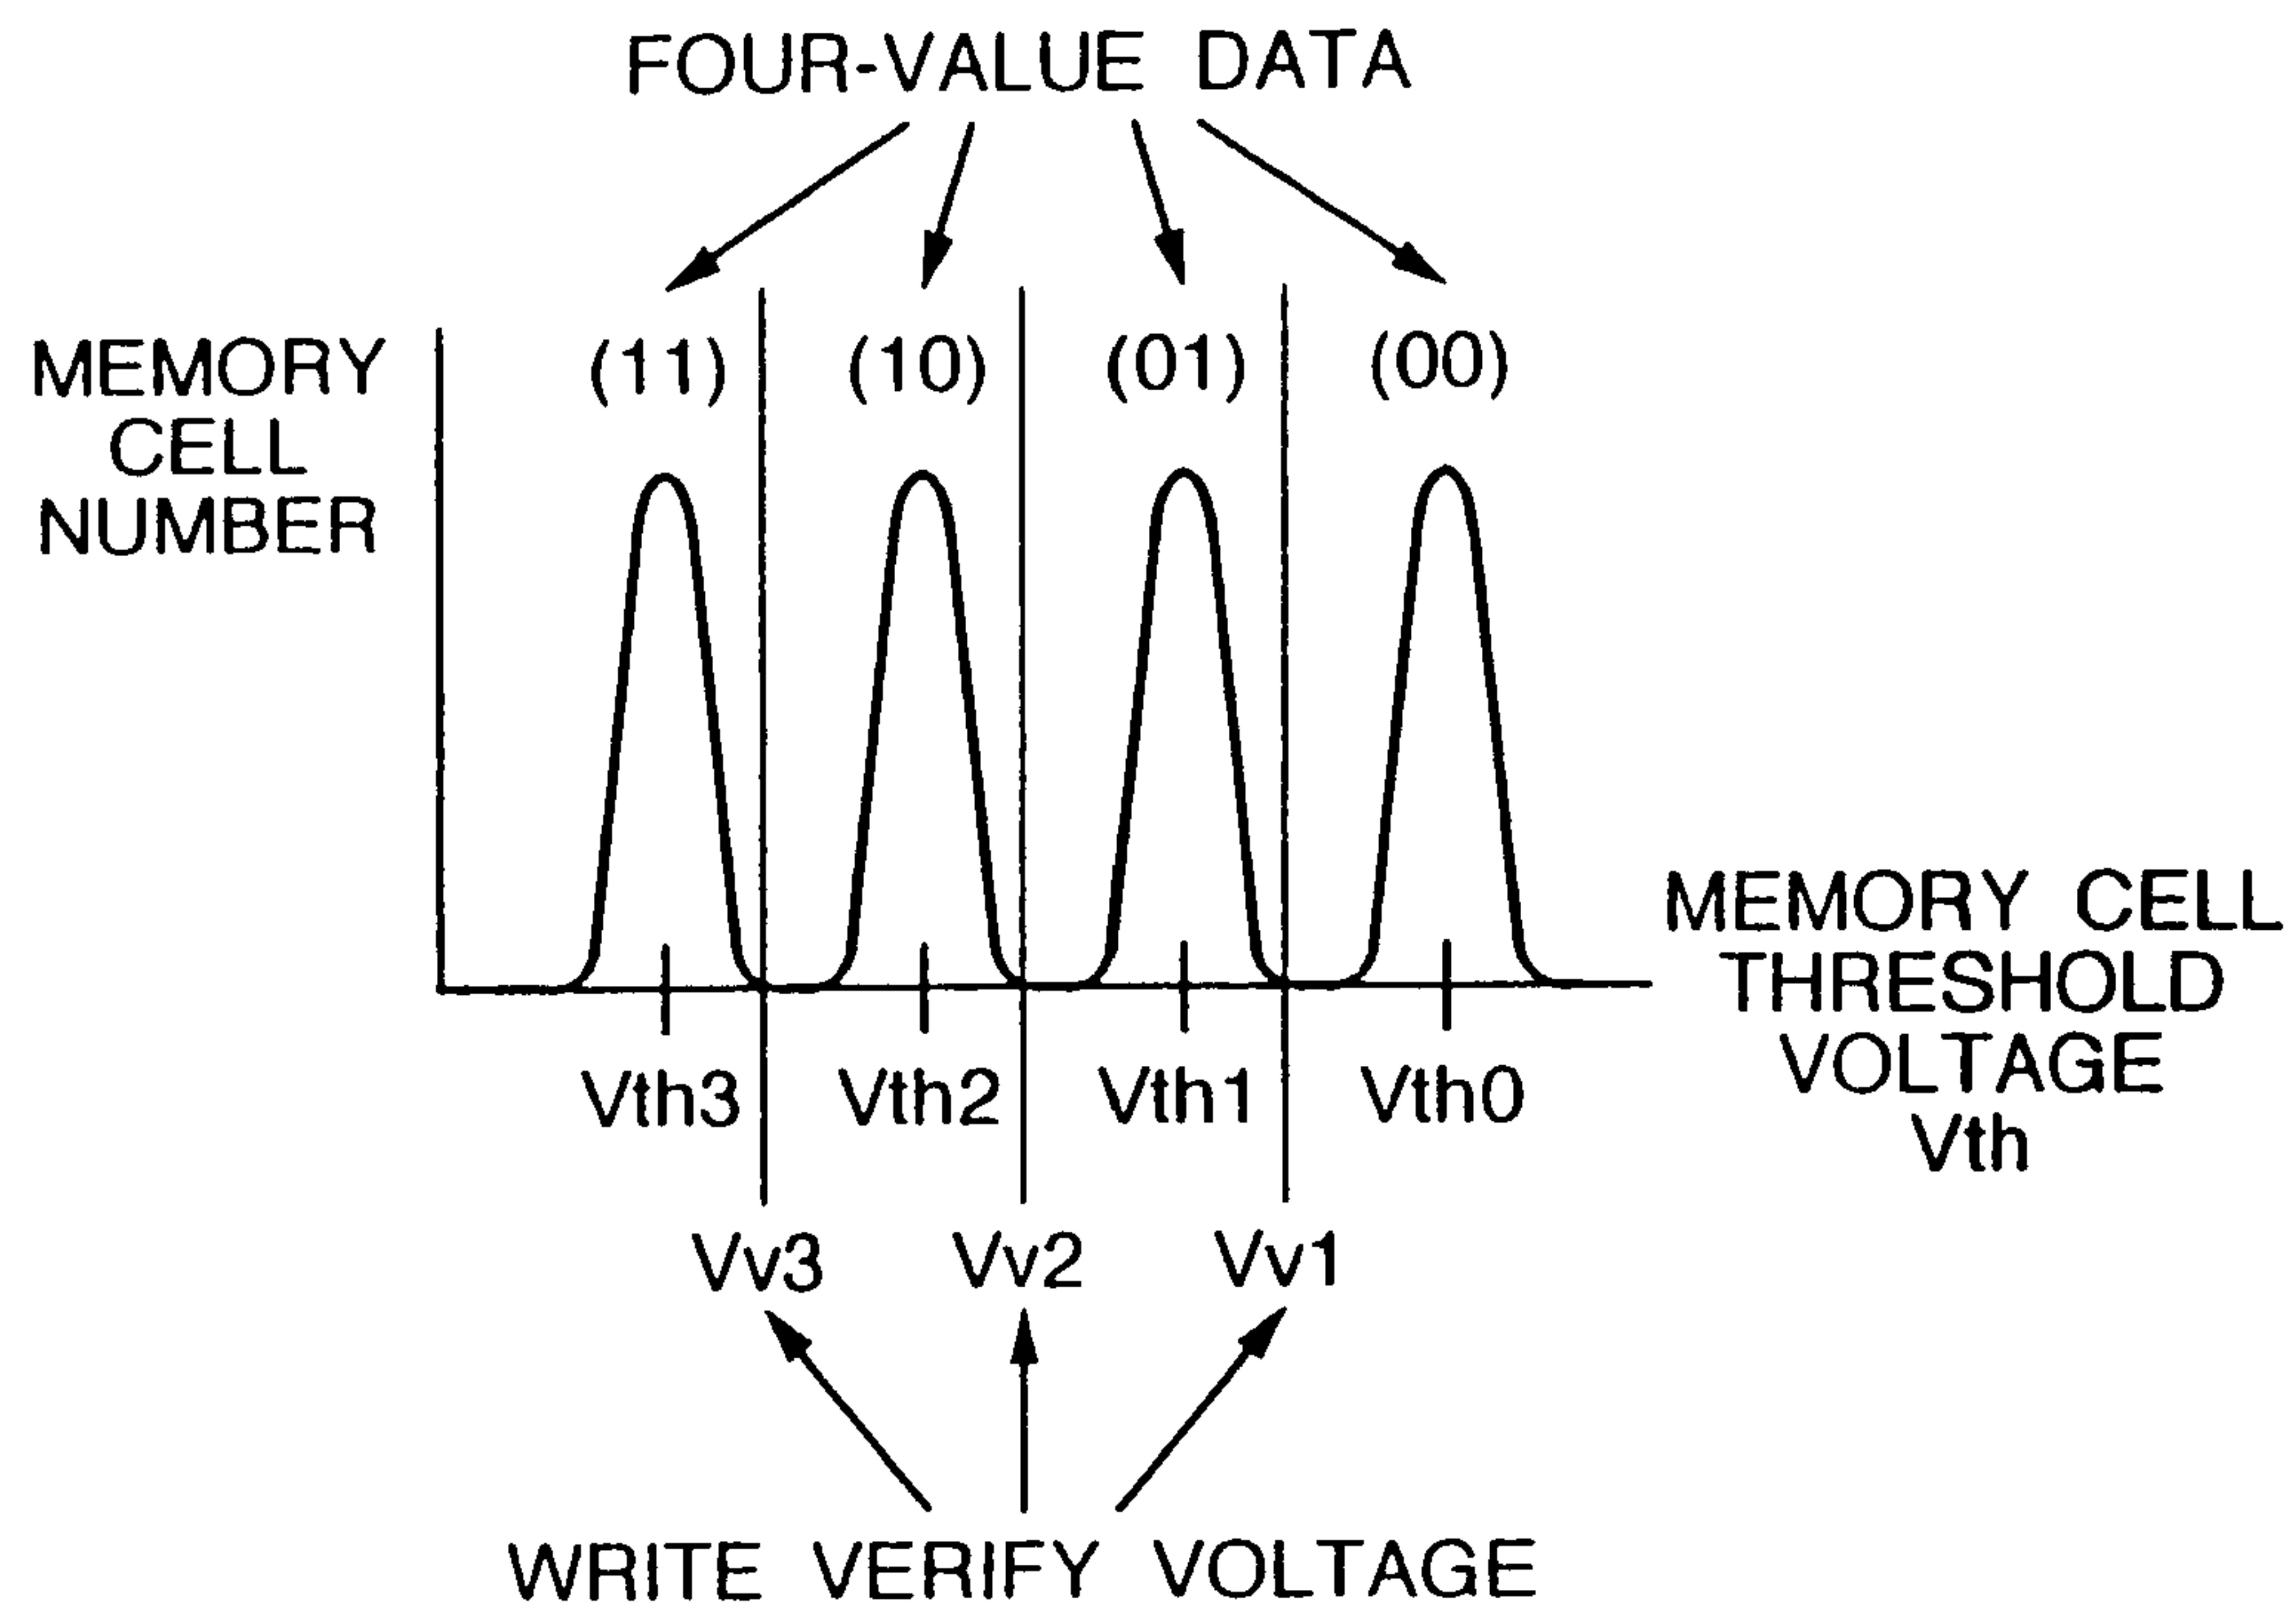 FOUR-VALUE DATA
MEMORY
CELL
NUMBER
(11) (10) (01) (00)
MEMORY CELL
THRESHOLD
VOLTAGE
Vth
Vth3 Vth2 Vth1 Vth0
Vv3 Vv2 Vv1
WRITE VERIFY VOLTAGE